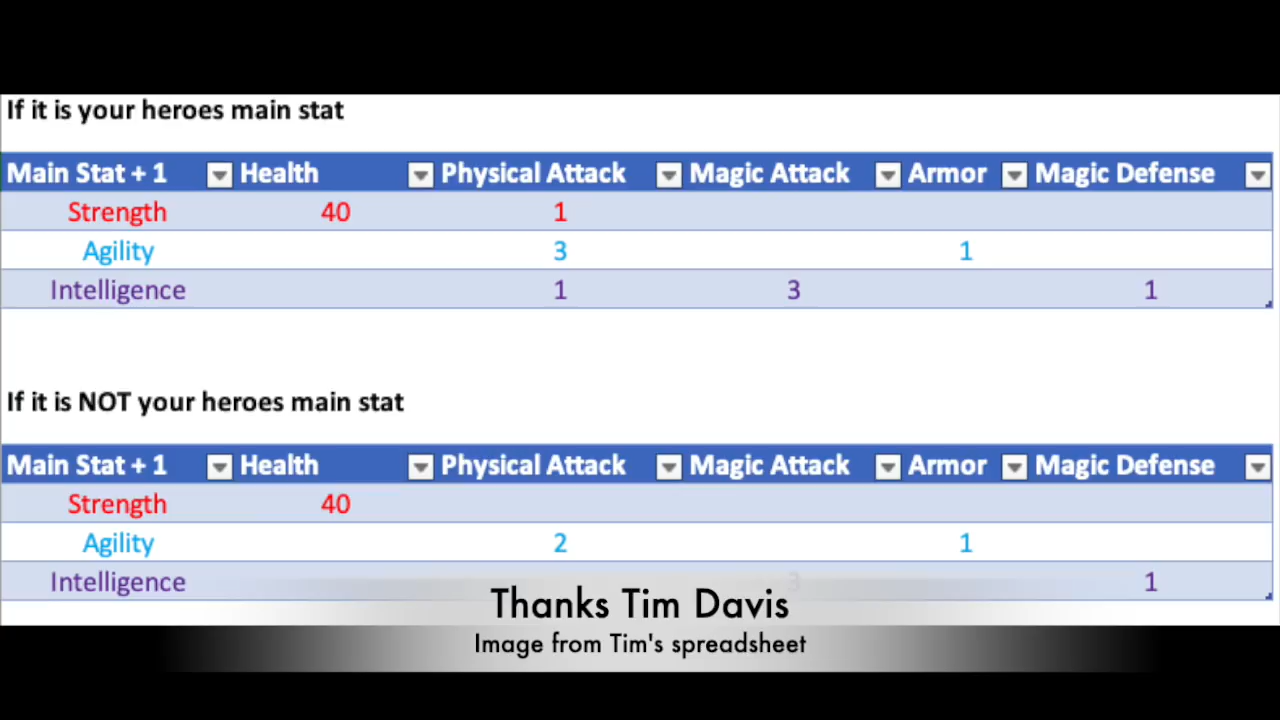 If it is your heroes main stat
Main Stat + 1 Health Physical Attack Magic Attack Armor Magic Defense
Strength 40 1
Agility 3 1
Intelligence 1 3 1
If it is NOT your heroes main stat
Main Stat + 1 Health Physical Attack Magic Attack Armor Magic Defense
Strength 40
Agility 2 1
Intelligence 3 1
Thanks Tim Davis
Image from Tim's spreadsheet